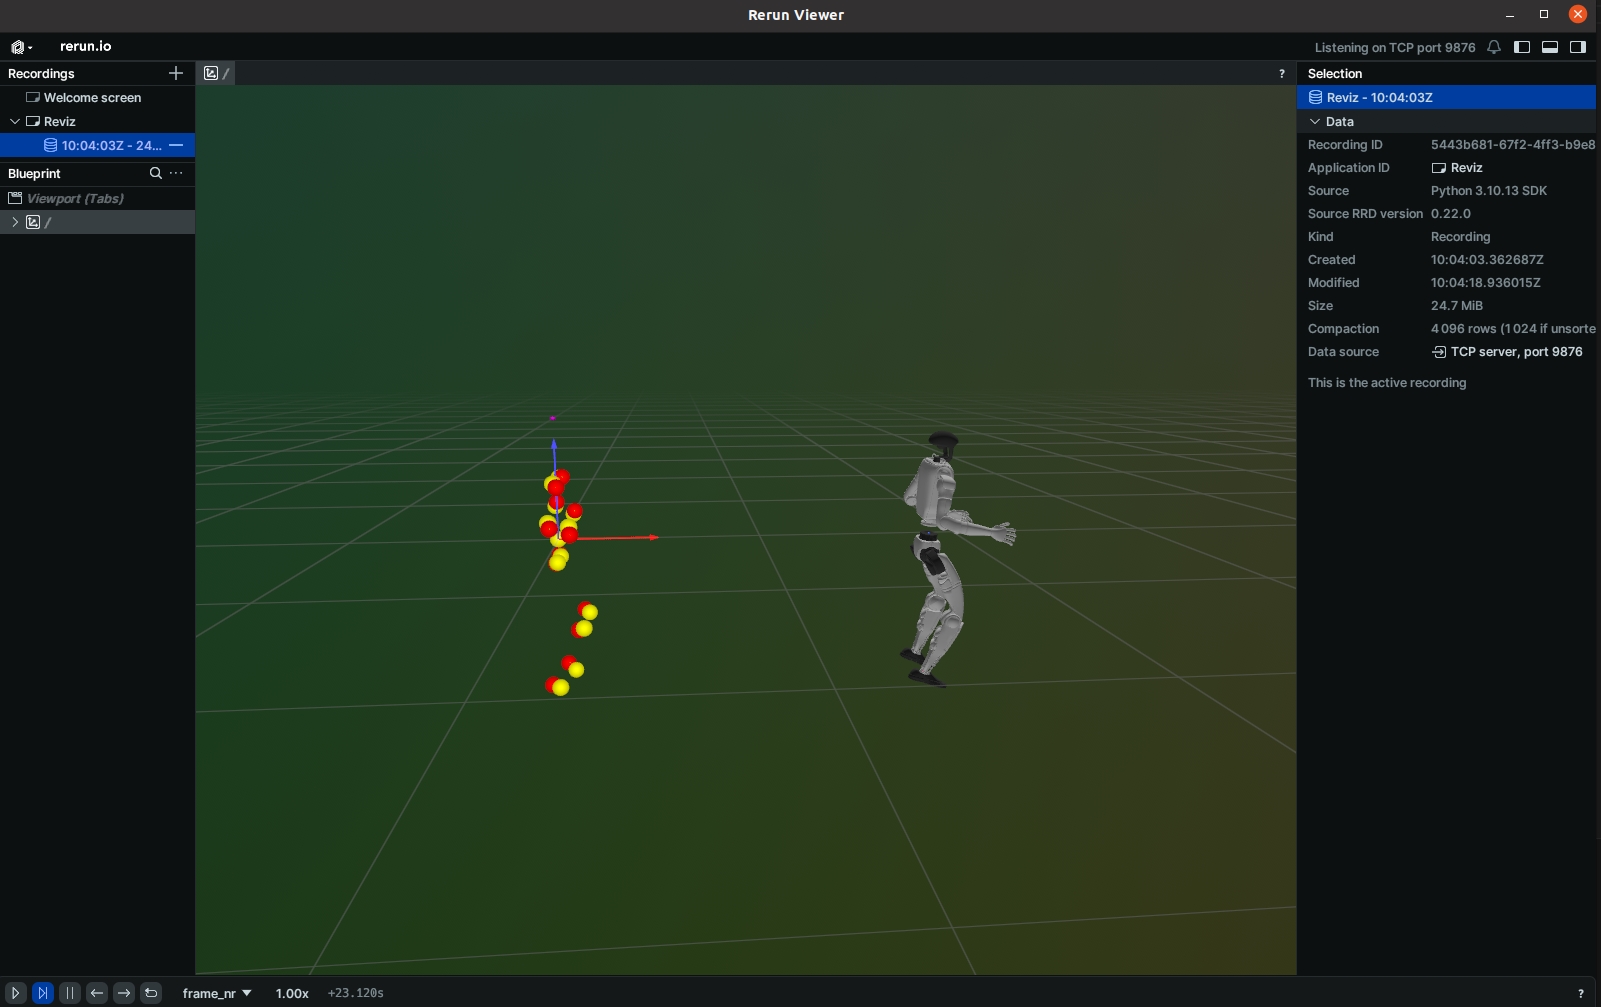 Rerun Viewer
rerun.io
Listening on TCP port 9876
Recordings
Welcome screen
Reviz
10:04:03Z - 24...
Blueprint
Viewport (Tabs)
/
/
?
Selection
Reviz - 10:04:03Z
Data
Recording ID 5443b681-67f2-4ff3-b9e8
Application ID Reviz
Source Python 3.10.13 SDK
Source RRD version 0.22.0
Kind Recording
Created 10:04:03.362687Z
Modified 10:04:18.936015Z
Size 24.7 MiB
Compaction 4 096 rows (1 024 if unsorte
Data source TCP server, port 9876
This is the active recording
frame_nr 1.00x +23.120s
?